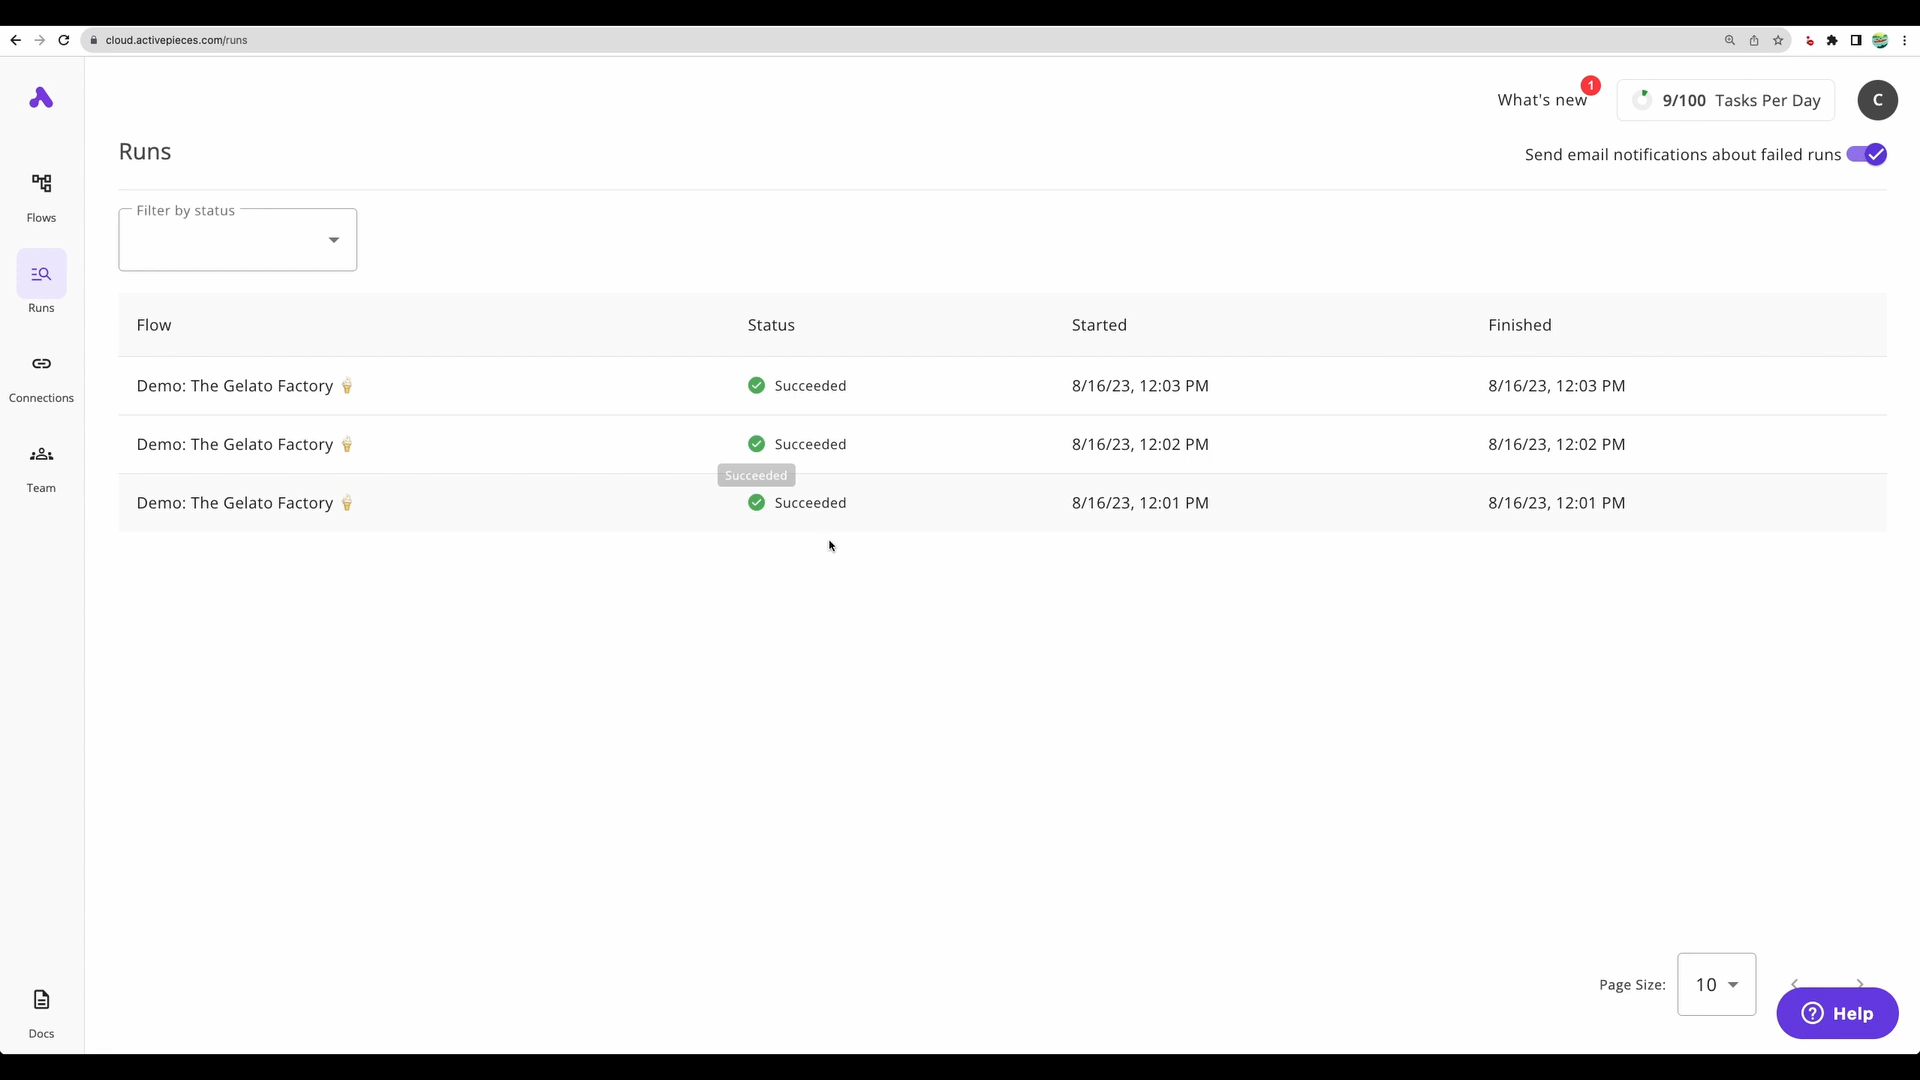 cloud.activepieces.com/runs
What's new
1
9/100 Tasks Per Day
C
Runs
Send email notifications about failed runs
Flows
Runs
Connections
Team
Docs
Filter by status
Flow Status Started Finished
Demo: The Gelato Factory 🍦 Succeeded 8/16/23, 12:03 PM 8/16/23, 12:03 PM
Demo: The Gelato Factory 🍦 Succeeded 8/16/23, 12:02 PM 8/16/23, 12:02 PM
Succeeded
Demo: The Gelato Factory 🍦 Succeeded 8/16/23, 12:01 PM 8/16/23, 12:01 PM
Page Size: 10
Help